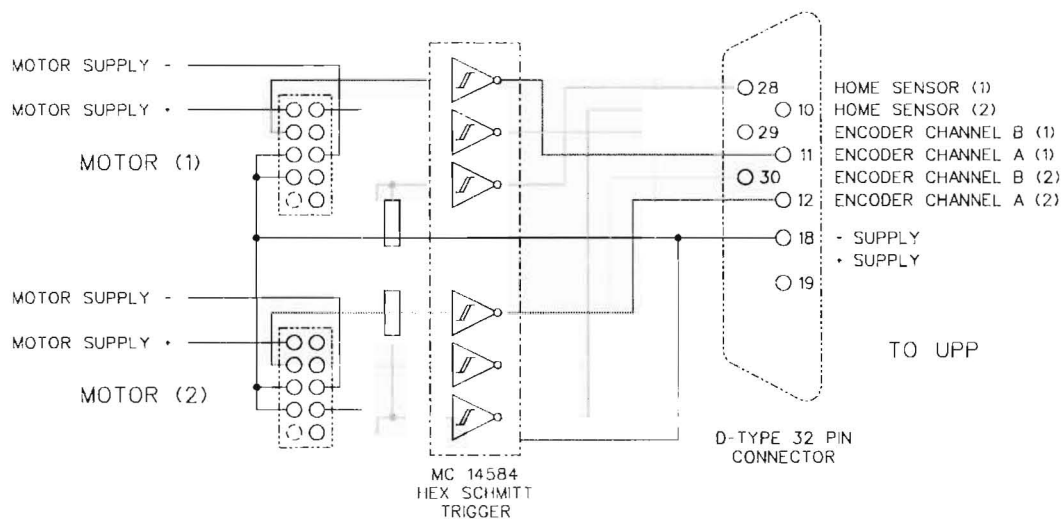 MOTOR SUPPLY -
MOTOR SUPPLY +
MOTOR (1)
MOTOR SUPPLY -
MOTOR SUPPLY +
MOTOR (2)
MC 14584
HEX SCHMITT
TRIGGER
28 HOME SENSOR (1)
10 HOME SENSOR (2)
29 ENCODER CHANNEL B (1)
11 ENCODER CHANNEL A (1)
30 ENCODER CHANNEL B (2)
12 ENCODER CHANNEL A (2)
18 - SUPPLY
+ SUPPLY
19
TO UPP
D-TYPE 32 PIN
CONNECTOR